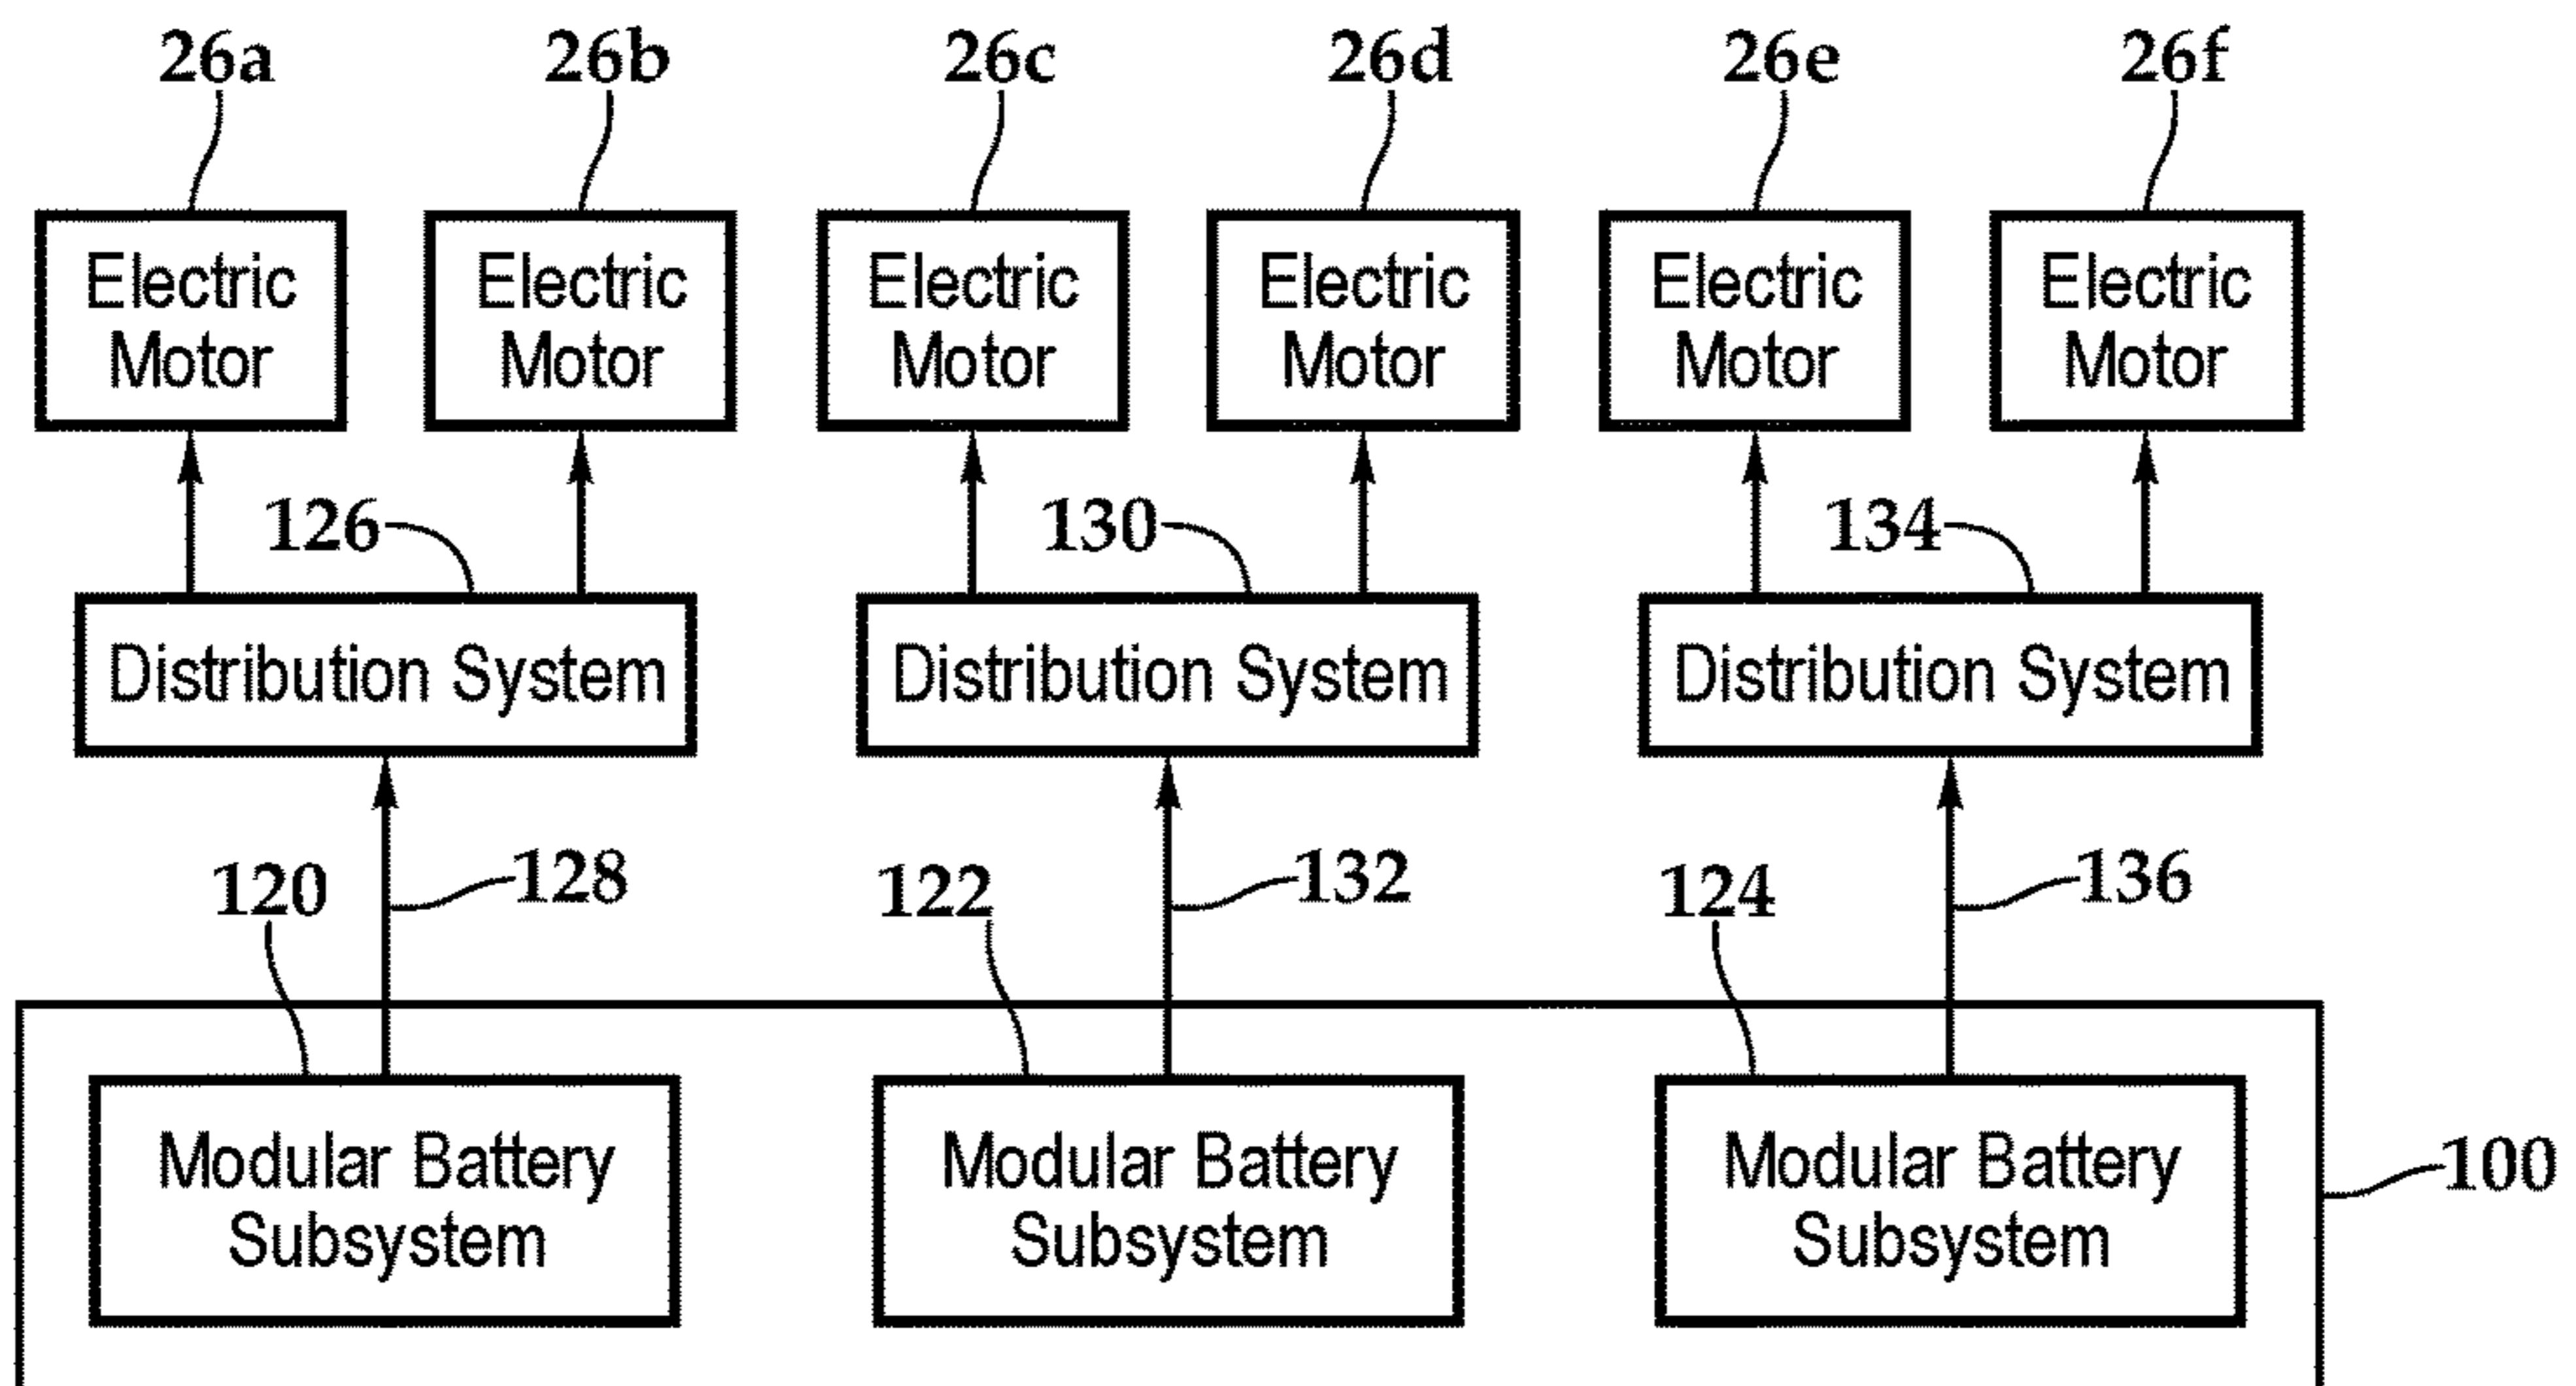 26a 26b 26c 26d 26e 26f
Electric Electric Electric Electric Electric Electric
Motor Motor Motor Motor Motor Motor
126 130 134
Distribution System Distribution System Distribution System
128 132 136
120 122 124
Modular Battery Modular Battery Modular Battery
100
Subsystem Subsystem Subsystem